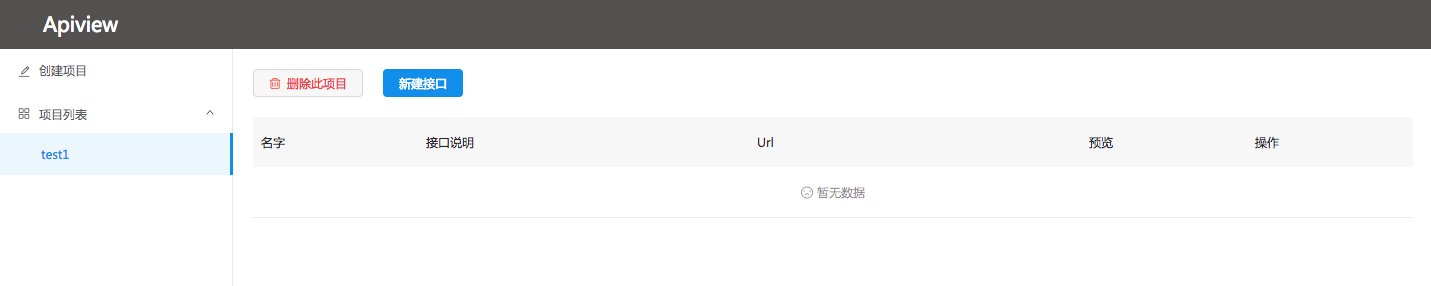 Apiview
创建项目
项目列表
test1
删除此项目 新建接口
名字 接口说明 Url 预览 操作
暂无数据